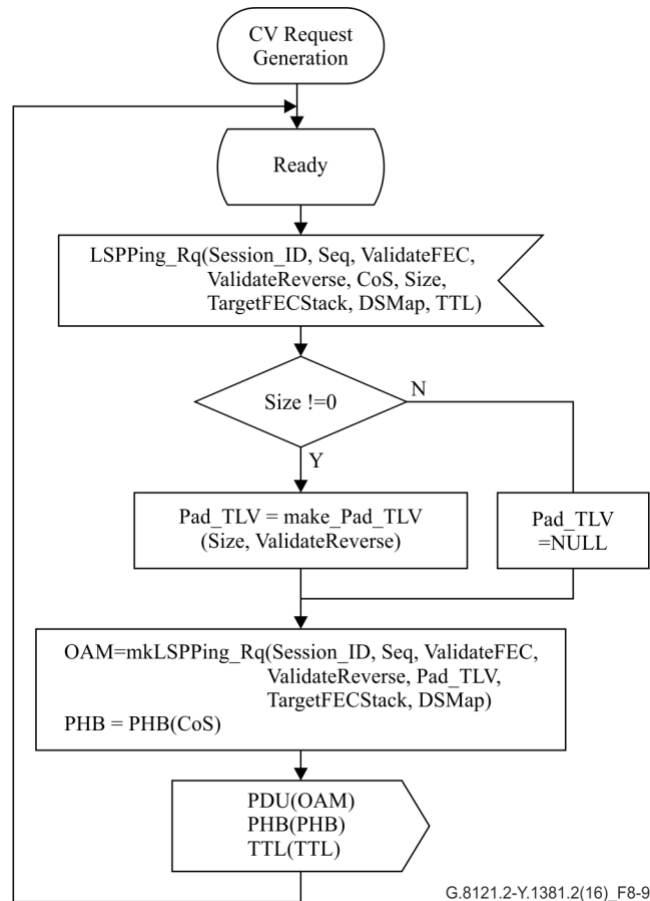 CV Request
Generation
Ready
LSPPing_Rq(Session_ID, Seq, ValidateFEC,
ValidateReverse, CoS, Size,
TargetFECStack, DSMap, TTL)
Size !=0
N
Y
Pad_TLV = make_Pad_TLV
(Size, ValidateReverse)
Pad_TLV
=NULL
OAM=mkLSPPing_Rq(Session_ID, Seq, ValidateFEC,
ValidateReverse, Pad_TLV,
TargetFECStack, DSMap)
PHB = PHB(CoS)
PDU(OAM)
PHB(PHB)
TTL(TTL)
G.8121.2-Y.1381.2(16)_F8-9